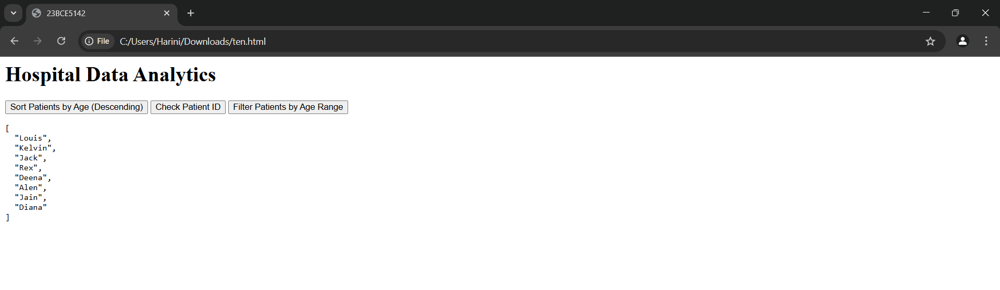 23BCE5142
File C:/Users/Harini/Downloads/ten.html
Hospital Data Analytics
Sort Patients by Age (Descending) Check Patient ID Filter Patients by Age Range
[
  "Louis",
  "Kelvin",
  "Jack",
  "Rex",
  "Deena",
  "Alen",
  "Jain",
  "Diana"
]